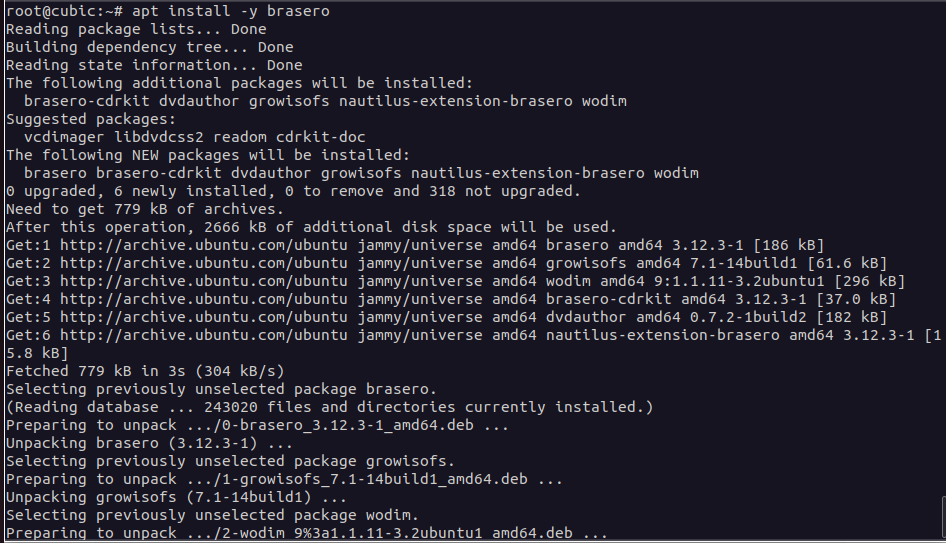 root@cubic:~# apt install -y brasero
Reading package lists... Done
Building dependency tree... Done
Reading state information... Done
The following additional packages will be installed:
  brasero-cdrkit dvdauthor growisofs nautilus-extension-brasero wodim
Suggested packages:
  vcdimager libdvdcss2 readom cdrkit-doc
The following NEW packages will be installed:
  brasero brasero-cdrkit dvdauthor growisofs nautilus-extension-brasero wodim
0 upgraded, 6 newly installed, 0 to remove and 318 not upgraded.
Need to get 779 kB of archives.
After this operation, 2666 kB of additional disk space will be used.
Get:1 http://archive.ubuntu.com/ubuntu jammy/universe amd64 brasero amd64 3.12.3-1 [186 kB]
Get:2 http://archive.ubuntu.com/ubuntu jammy/universe amd64 growisofs amd64 7.1-14build1 [61.6 kB]
Get:3 http://archive.ubuntu.com/ubuntu jammy/universe amd64 wodim amd64 9:1.1.11-3.2ubuntu1 [296 kB]
Get:4 http://archive.ubuntu.com/ubuntu jammy/universe amd64 brasero-cdrkit amd64 3.12.3-1 [37.0 kB]
Get:5 http://archive.ubuntu.com/ubuntu jammy/universe amd64 dvdauthor amd64 0.7.2-1build2 [182 kB]
Get:6 http://archive.ubuntu.com/ubuntu jammy/universe amd64 nautilus-extension-brasero amd64 3.12.3-1 [1
5.8 kB]
Fetched 779 kB in 3s (304 kB/s)
Selecting previously unselected package brasero.
(Reading database ... 243020 files and directories currently installed.)
Preparing to unpack .../0-brasero_3.12.3-1_amd64.deb ...
Unpacking brasero (3.12.3-1) ...
Selecting previously unselected package growisofs.
Preparing to unpack .../1-growisofs_7.1-14build1_amd64.deb ...
Unpacking growisofs (7.1-14build1) ...
Selecting previously unselected package wodim.
Preparing to unpack .../2-wodim_9%3a1.1.11-3.2ubuntu1_amd64.deb ...